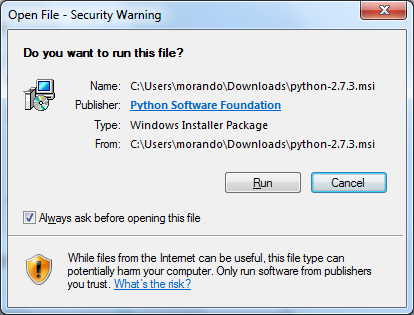 Open File - Security Warning
Do you want to run this file?
Name: C:\Users\morando\Downloads\python-2.7.3.msi
Publisher: Python Software Foundation
Type: Windows Installer Package
From: C:\Users\morando\Downloads\python-2.7.3.msi
Run Cancel
Always ask before opening this file
While files from the Internet can be useful, this file type can
potentially harm your computer. Only run software from publishers
you trust. What's the risk?